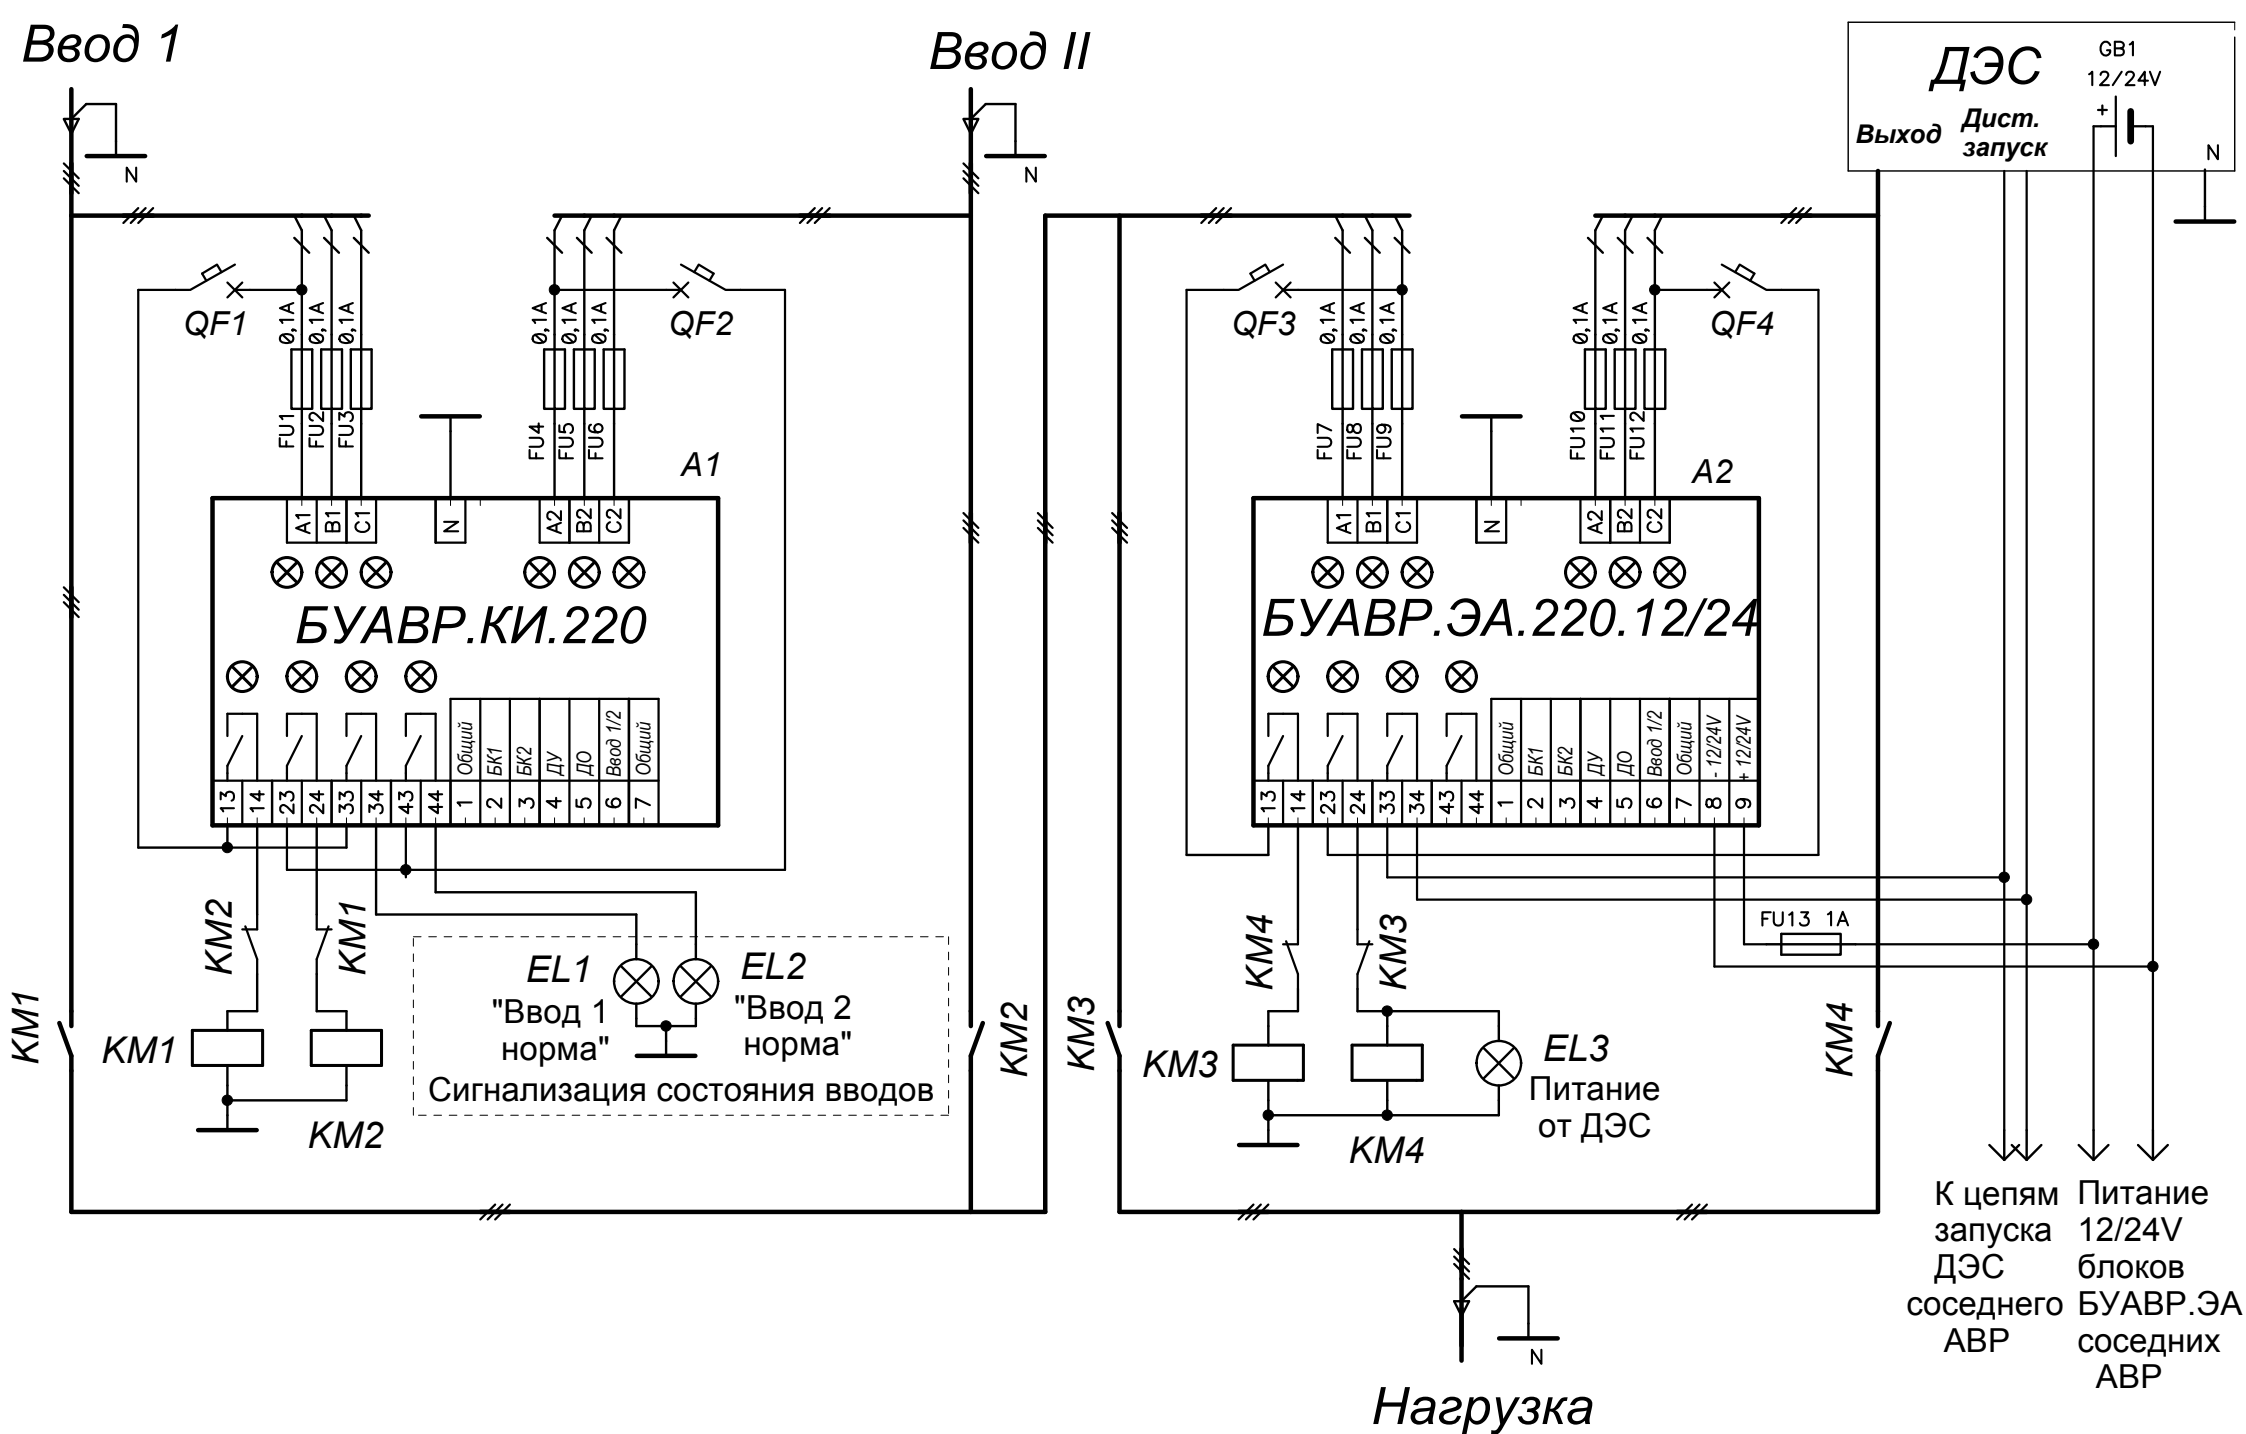 Ввод 1
Ввод II
ДЭС
GB1
12/24V
+
Выход
Дист.
запуск
N
N
N
QF1
QF2
QF3
QF4
0,1A
0,1A
0,1A
0,1A
0,1A
0,1A
0,1A
0,1A
0,1A
0,1A
0,1A
0,1A
FU1
FU2
FU3
FU4
FU5
FU6
FU7
FU8
FU9
FU10
FU11
FU12
A1
A2
A1
B1
C1
N
A2
B2
C2
A1
B1
C1
N
A2
B2
C2
БУАВР.КИ.220
БУАВР.ЭА.220.12/24
Общий
БК1
БК2
ДУ
ДО
Ввод 1/2
Общий
Общий
БК1
БК2
ДУ
ДО
Ввод 1/2
Общий
- 12/24V
+ 12/24V
13
14
23
24
33
34
43
44
1
2
3
4
5
6
7
13
14
23
24
33
34
43
44
1
2
3
4
5
6
7
8
9
KM2
KM1
KM4
KM3
FU13 1A
EL1
"Ввод 1
норма"
EL2
"Ввод 2
норма"
Сигнализация состояния вводов
KM1
KM1
KM2
KM2
KM3
KM3
KM4
EL3
Питание
от ДЭС
KM4
К цепям
запуска
ДЭС
соседнего
АВР
Питание
12/24V
блоков
БУАВР.ЭА
соседних
АВР
N
Нагрузка